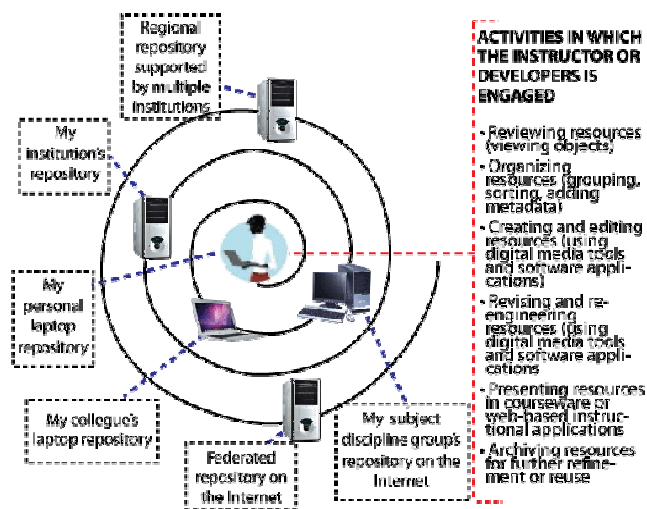 Regional
repository
supported
by multiple
institutions
My
institution's
repository
My
personal
laptop
repository
My collegue's
laptop repository
Federated
repository on
the Internet
My subject
discipline group's
repository on the
Internet
ACTIVITIES IN WHICH
THE INSTRUCTOR OR
DEVELOPERS IS
ENGAGED
• Reviewing resources
(viewing objects)
• Organizing
resources (grouping,
sorting, adding
metadata)
• Creating and editing
resources (using
digital media tools
and software appli-
cations)
• Revising and re-
engineering
resources (using
digital media tools
and software appli-
cations
• Presenting resources
in courseware or
web-based instruc-
tional applications
• Archiving resources
for further refine-
ment or reuse